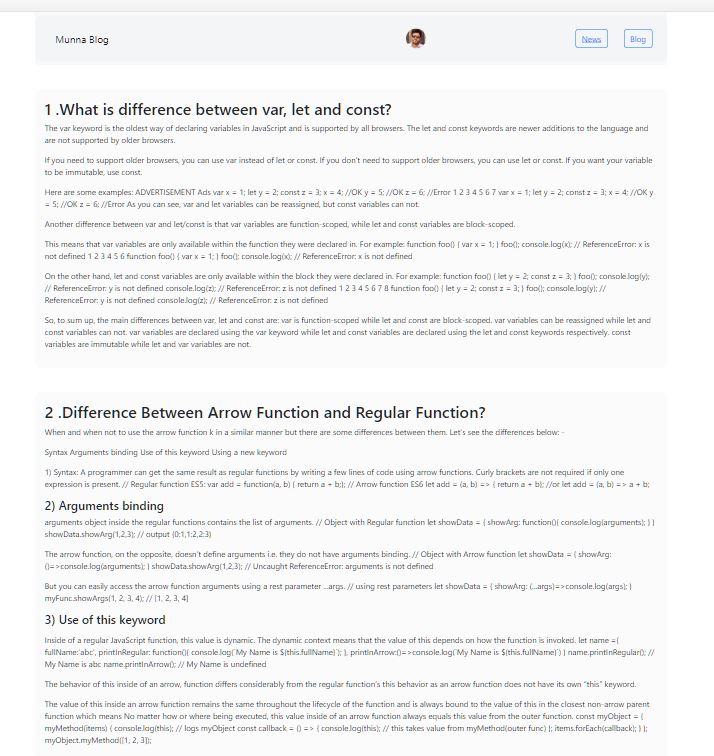 Munna Blog
News
Blog
1 .What is difference between var, let and const?
The var keyword is the oldest way of declaring variables in JavaScript and is supported by all browsers. The let and const keywords are newer additions to the language and
are not supported by older browsers.
If you need to support older browsers, you can use var instead of let or const. If you don't need to support older browsers, you can use let or const. If you want your variable
to be immutable, use const.
Here are some examples: ADVERTISEMENT Ads var x = 1; let y = 2; const z = 3; x = 4; //OK y = 5; //OK z = 6; //Error 1 2 3 4 5 6 7 var x = 1; let y = 2; const z = 3; x = 4; //OK y
= 5; //OK z = 6; //Error As you can see, var and let variables can be reassigned, but const variables can not.
Another difference between var and let/const is that var variables are function-scoped, while let and const variables are block-scoped.
This means that var variables are only available within the function they were declared in. For example: function foo() { var x = 1; } foo(); console.log(x); // ReferenceError: x is
not defined 1 2 3 4 5 6 function foo() { var x = 1; } foo(); console.log(x); // ReferenceError: x is not defined
On the other hand, let and const variables are only available within the block they were declared in. For example: function foo() { let y = 2; const z = 3; } foo(); console.log(y);
// ReferenceError: y is not defined console.log(z); // ReferenceError: z is not defined 1 2 3 4 5 6 7 8 function foo() { let y = 2; const z = 3; } foo(); console.log(y); //
ReferenceError: y is not defined console.log(z); // ReferenceError: z is not defined
So, to sum up, the main differences between var, let and const are: var is function-scoped while let and const are block-scoped. var variables can be reassigned while let and
const variables can not. var variables are declared using the var keyword while let and const variables are declared using the let and const keywords respectively. const
variables are immutable while let and var variables are not.
2 .Difference Between Arrow Function and Regular Function?
When and when not to use the arrow function k in a similar manner but there are some differences between them. Let's see the differences below: -
Syntax Arguments binding Use of this keyword Using a new keyword
1) Syntax: A programmer can get the same result as regular functions by writing a few lines of code using arrow functions. Curly brackets are not required if only one
expression is present. // Regular function ES5: var add = function(a, b) { return a + b;}; // Arrow function ES6 let add = (a, b) => { return a + b}; //or let add = (a, b) => a + b;
2) Arguments binding
arguments object inside the regular functions contains the list of arguments. // Object with Regular function let showData = { showArg: function(){ console.log(arguments); } }
showData.showArg(1,2,3); // output {0:1,1:2,2:3}
The arrow function, on the opposite, doesn't define arguments i.e. they do not have arguments binding. // Object with Arrow function let showData = { showArg:
()=>console.log(arguments); } showData.showArg(1,2,3); // Uncaught ReferenceError: arguments is not defined
But you can easily access the arrow function arguments using a rest parameter ...args. // using rest parameters let showData = { showArg: (...args)=>console.log(args); }
myFunc.showArgs(1, 2, 3, 4); // [1, 2, 3, 4]
3) Use of this keyword
Inside of a regular JavaScript function, this value is dynamic. The dynamic context means that the value of this depends on how the function is invoked. let name ={
fullName:'abc', printInRegular: function(){ console.log(`My Name is ${this.fullName}`); }, printInArrow:()=>console.log(`My Name is ${this.fullName}`) } name.printInRegular(); //
My Name is abc name.printInArrow(); // My Name is undefined
The behavior of this inside of an arrow, function differs considerably from the regular function's this behavior as an arrow function does not have its own "this" keyword.
The value of this inside an arrow function remains the same throughout the lifecycle of the function and is always bound to the value of this in the closest non-arrow parent
function which means No matter how or where being executed, this value inside of an arrow function always equals this value from the outer function. const myObject = {
myMethod(items) { console.log(this); // logs myObject const callback = () => { console.log(this); // this takes value from myMethod(outer func) }; items.forEach(callback); } };
myObject.myMethod([1, 2, 3]);